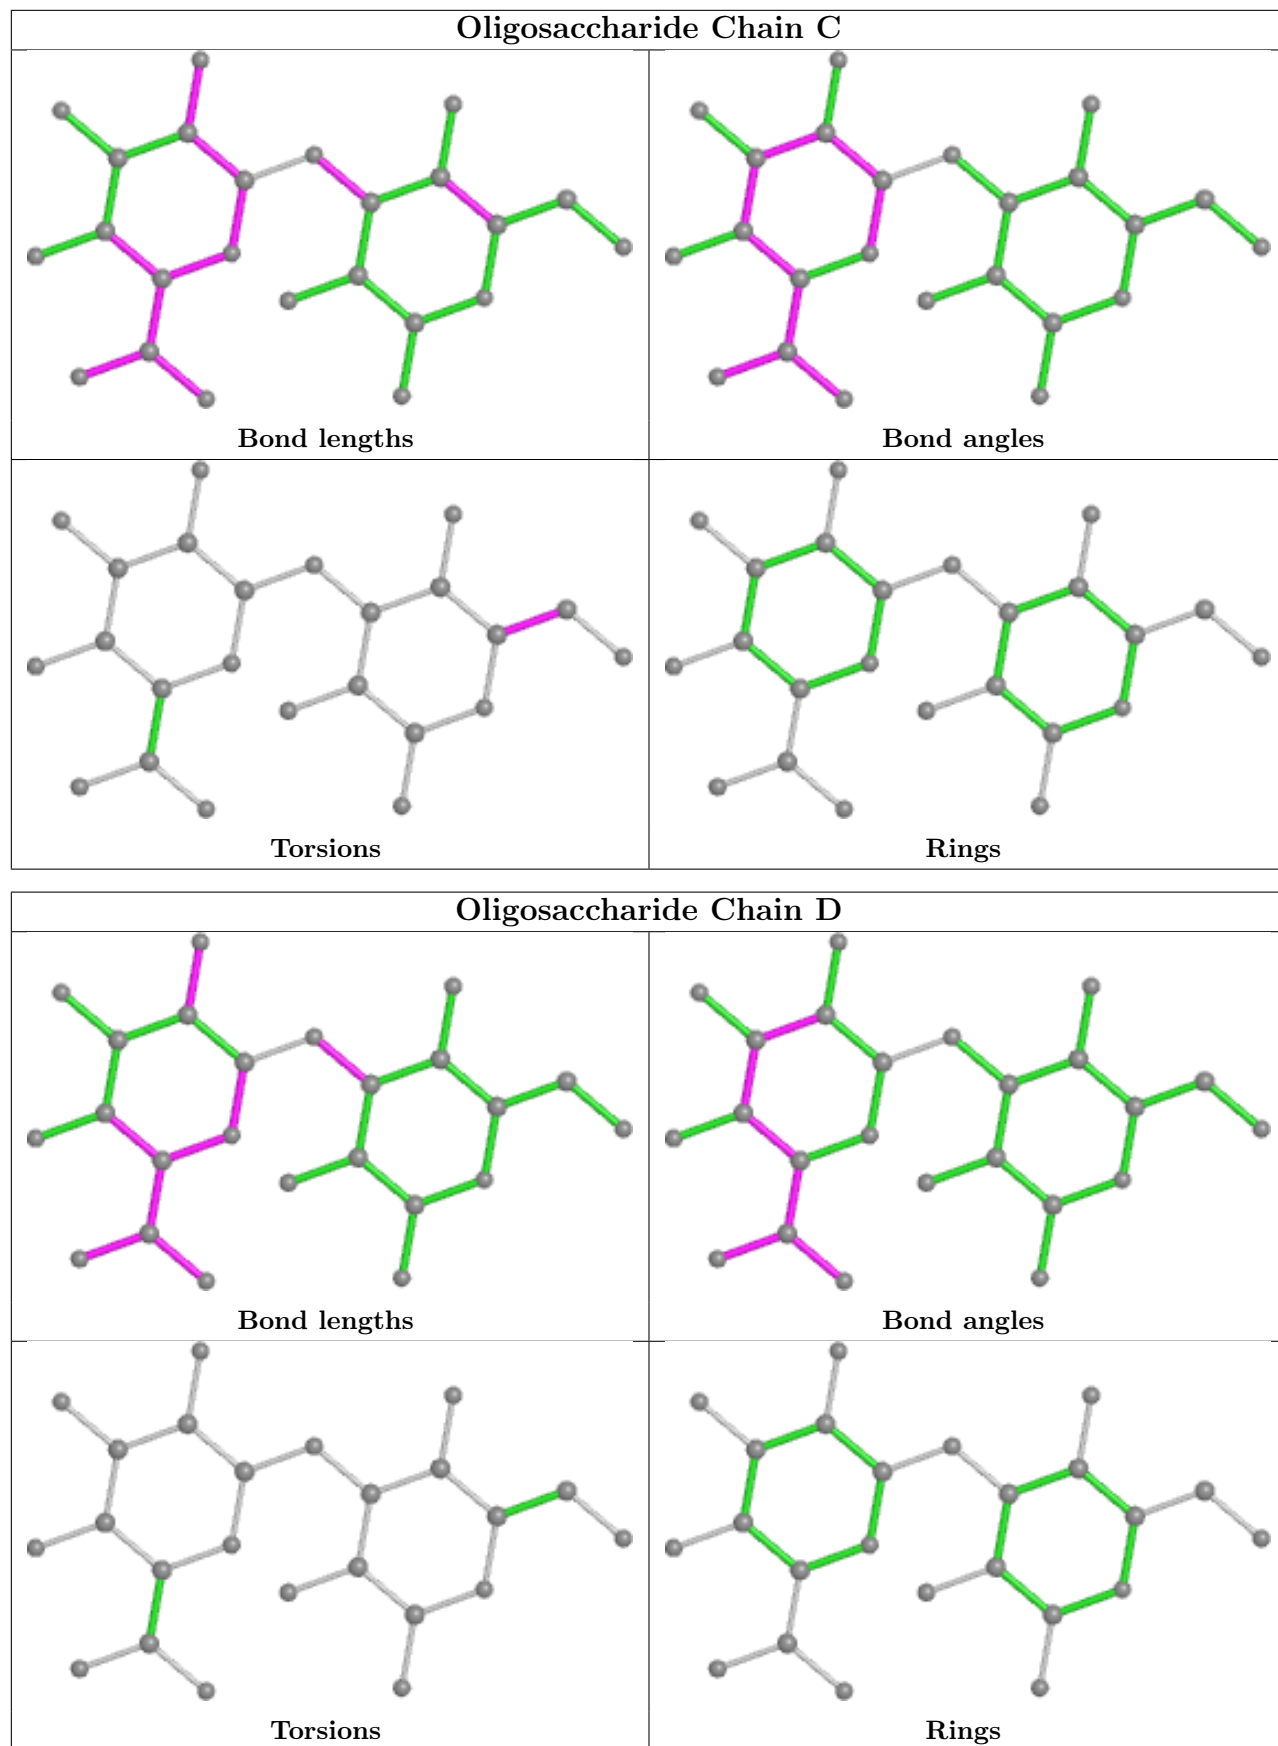 Oligosaccharide Chain C
Bond lengths
Bond angles
Torsions
Rings
Oligosaccharide Chain D
Bond lengths
Bond angles
Torsions
Rings